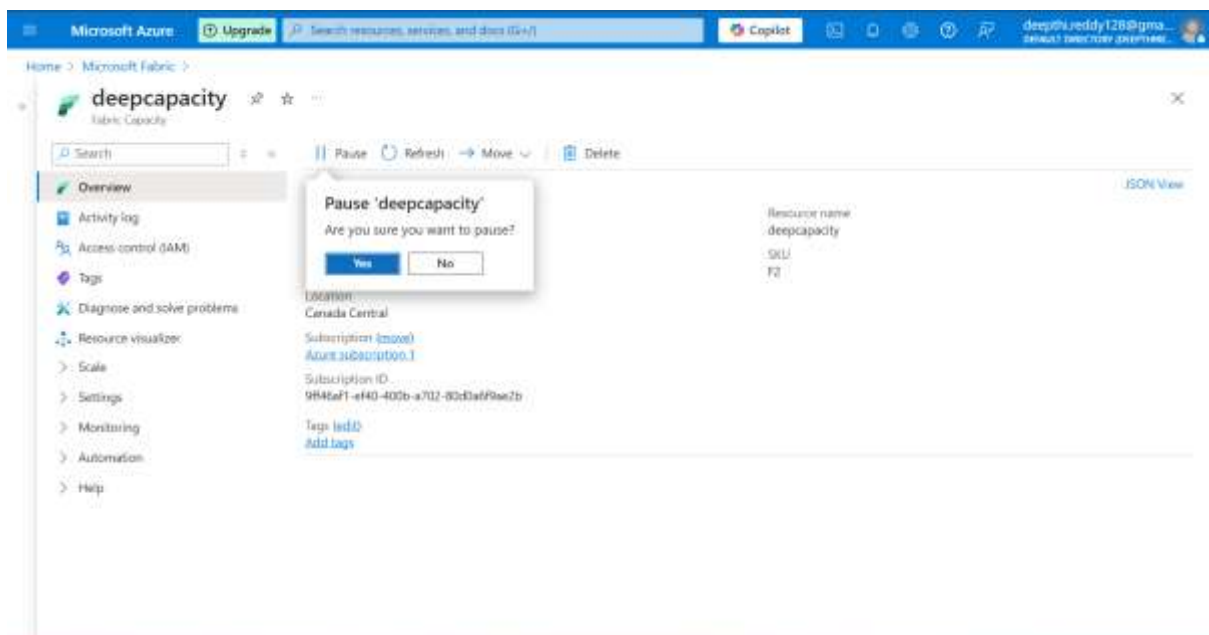 Microsoft Azure
Upgrade
Search resources, services, and docs (G+/)
Copilot
deepthi.reddy128@gma...
Home > Microsoft Fabric >
deepcapacity
Fabric Capacity
Search
Pause
Refresh
Move
Delete
Overview
Activity log
Access control (IAM)
Tags
Diagnose and solve problems
Resource visualizer
Scale
Settings
Monitoring
Automation
Help
Pause 'deepcapacity'
Are you sure you want to pause?
Yes
No
JSON View
Resource name
deepcapacity
SKU
F2
Location
Canada Central
Subscription (move)
Azure subscription 1
Subscription ID
Tags (edit)
Add tags